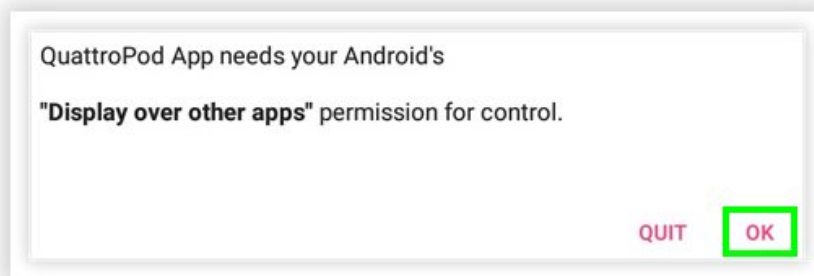 QuattroPod App needs your Android's
"Display over other apps" permission for control.
QUIT OK